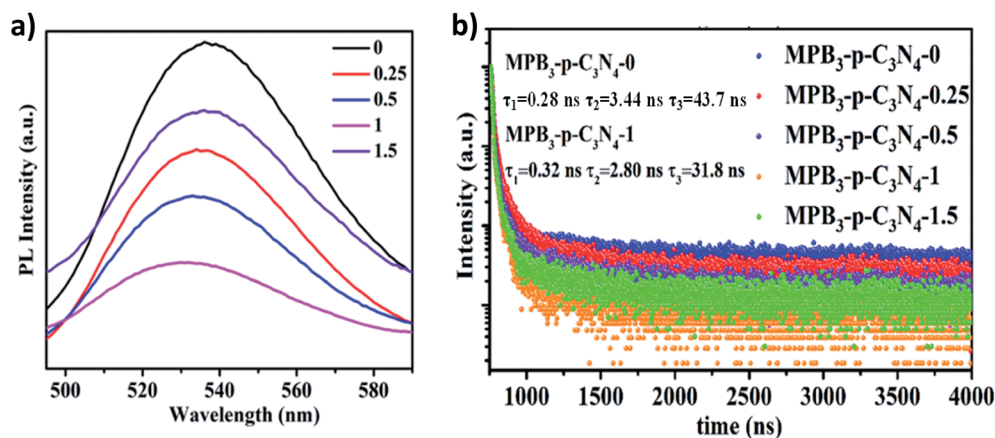 a)
0
0.25
0.5
1
1.5
PL Intensity (a.u.)
500 520 540 560 580
Wavelength (nm)
b)
MPB₃-p-C₃N₄-0
τ₁=0.28 ns τ₂=3.44 ns τ₃=43.7 ns
MPB₃-p-C₃N₄-1
τ₁=0.32 ns τ₂=2.80 ns τ₃=31.8 ns
MPB₃-p-C₃N₄-0
MPB₃-p-C₃N₄-0.25
MPB₃-p-C₃N₄-0.5
MPB₃-p-C₃N₄-1
MPB₃-p-C₃N₄-1.5
Intensity (a.u.)
1000 1500 2000 2500 3000 3500 4000
time (ns)